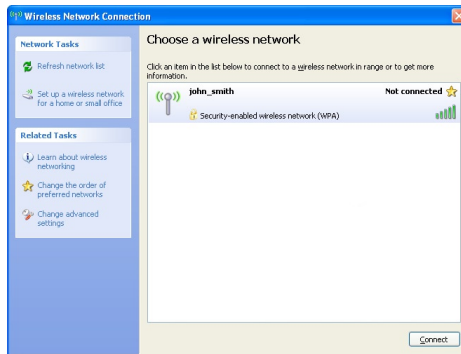 Wireless Network Connection
Network Tasks
Refresh network list
Set up a wireless network
for a home or small office
Related Tasks
Learn about wireless
networking
Change the order of
preferred networks
Change advanced
settings
Choose a wireless network
Click an item in the list below to connect to a wireless network in range or to get more
information.
john_smith
Not connected
Security-enabled wireless network (WPA)
Connect